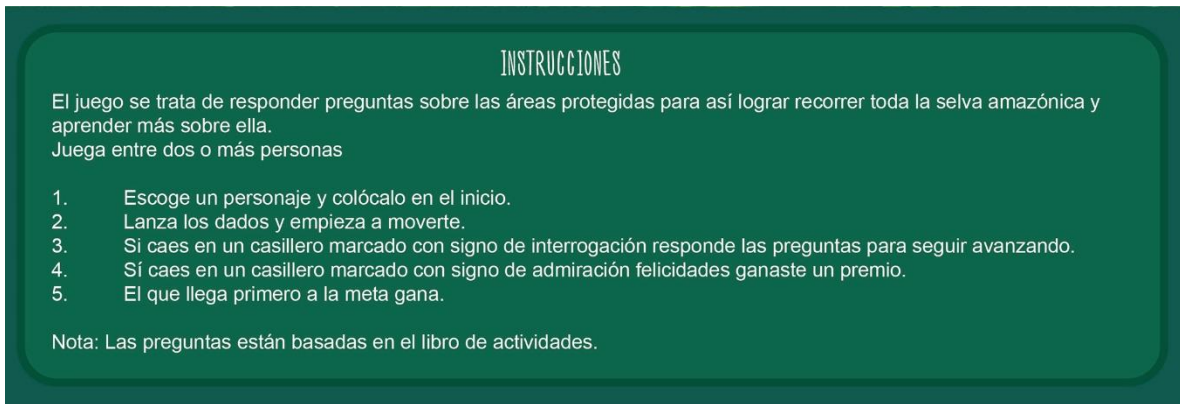 INSTRUCCIONES
El juego se trata de responder preguntas sobre las áreas protegidas para así lograr recorrer toda la selva amazónica y
aprender más sobre ella.
Juega entre dos o más personas
1. Escoge un personaje y colócalo en el inicio.
2. Lanza los dados y empieza a moverte.
3. Si caes en un casillero marcado con signo de interrogación responde las preguntas para seguir avanzando.
4. Sí caes en un casillero marcado con signo de admiración felicidades ganaste un premio.
5. El que llega primero a la meta gana.
Nota: Las preguntas están basadas en el libro de actividades.